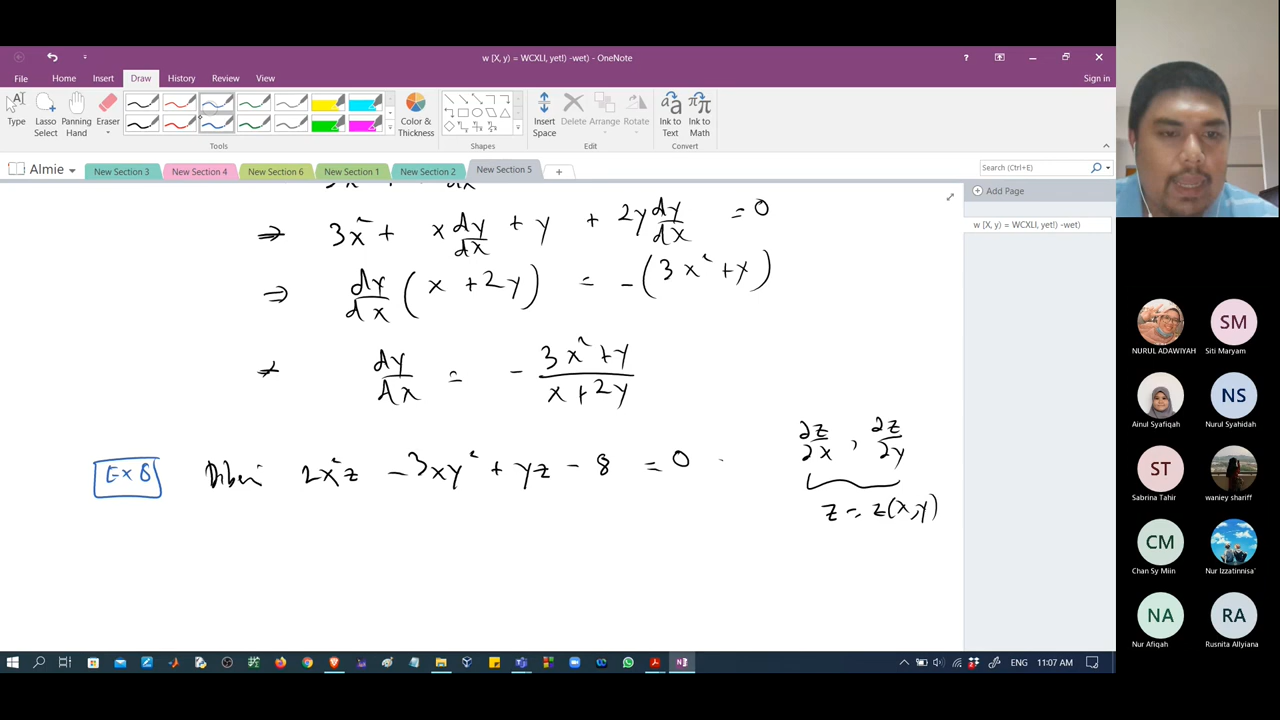 w [X, y) = WCXLI, yet!) -wet) - OneNote
File Home Insert Draw History Review View
Sign in
Type Lasso Select Panning Hand Eraser Color & Thickness Insert Space Delete Arrange Rotate Ink to Text Ink to Math
Tools Shapes Edit Convert
Almie New Section 3 New Section 4 New Section 6 New Section 1 New Section 2 New Section 5 Search (Ctrl+E)
Add Page
w [X, y) = WCXLI, yet!) -wet)
⇒ 3x² + x dy/dx + y + 2y dy/dx = 0
⇒ dy/dx (x + 2y) = -(3x² + y)
dy/dx = - (3x² + y)/(x + 2y)
Ex 8 Diberi 2x²z - 3xy² + yz - 8 = 0 . ∂z/∂x , ∂z/∂y
z = z(x,y)
NURUL ADAWIYAH Siti Maryam
SM
Ainul Syafiqah Nurul Syahidah
NS
ST
Sabrina Tahir waniey shariff
CM
Chan Sy Miin Nur Izzatinnisa'
NA RA
Nur Afiqah Rusnita Allyiana
ENG 11:07 AM